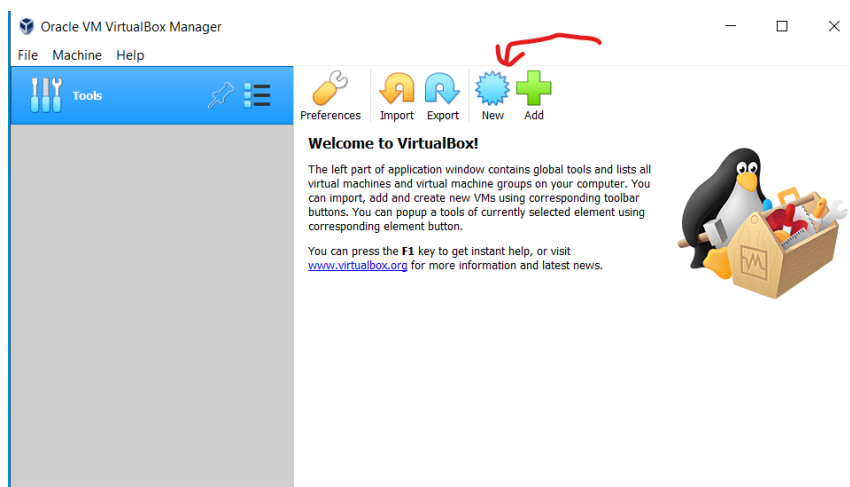 Oracle VM VirtualBox Manager
File Machine Help
Tools
Preferences Import Export New Add
Welcome to VirtualBox!
The left part of application window contains global tools and lists all
virtual machines and virtual machine groups on your computer. You
can import, add and create new VMs using corresponding toolbar
buttons. You can popup a tools of currently selected element using
corresponding element button.
You can press the F1 key to get instant help, or visit
www.virtualbox.org for more information and latest news.